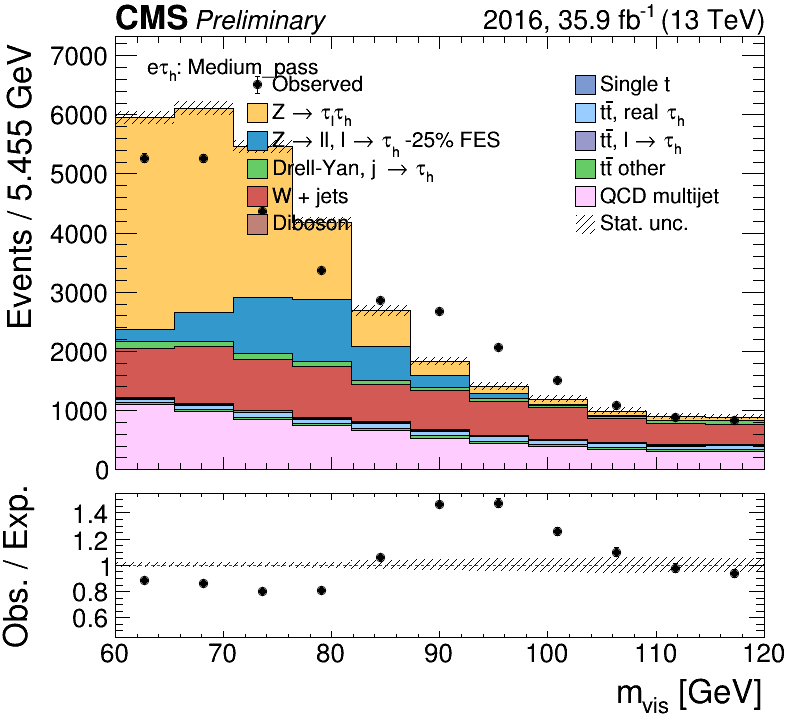 CMS Preliminary 2016, 35.9 fb⁻¹ (13 TeV)
Events / 5.455 GeV
7000
6000
5000
4000
3000
2000
1000
0
eτₕ: Medium_pass
Observed
Z → τₗτₕ
Z → ll, l → τₕ -25% FES
Drell-Yan, j → τₕ
W + jets
Diboson
Single t
tt̄, real τₕ
tt̄, l → τₕ
tt̄ other
QCD multijet
Stat. unc.
Obs. / Exp.
1.4
1.2
1
0.8
0.6
60 70 80 90 100 110 120
m_vis [GeV]